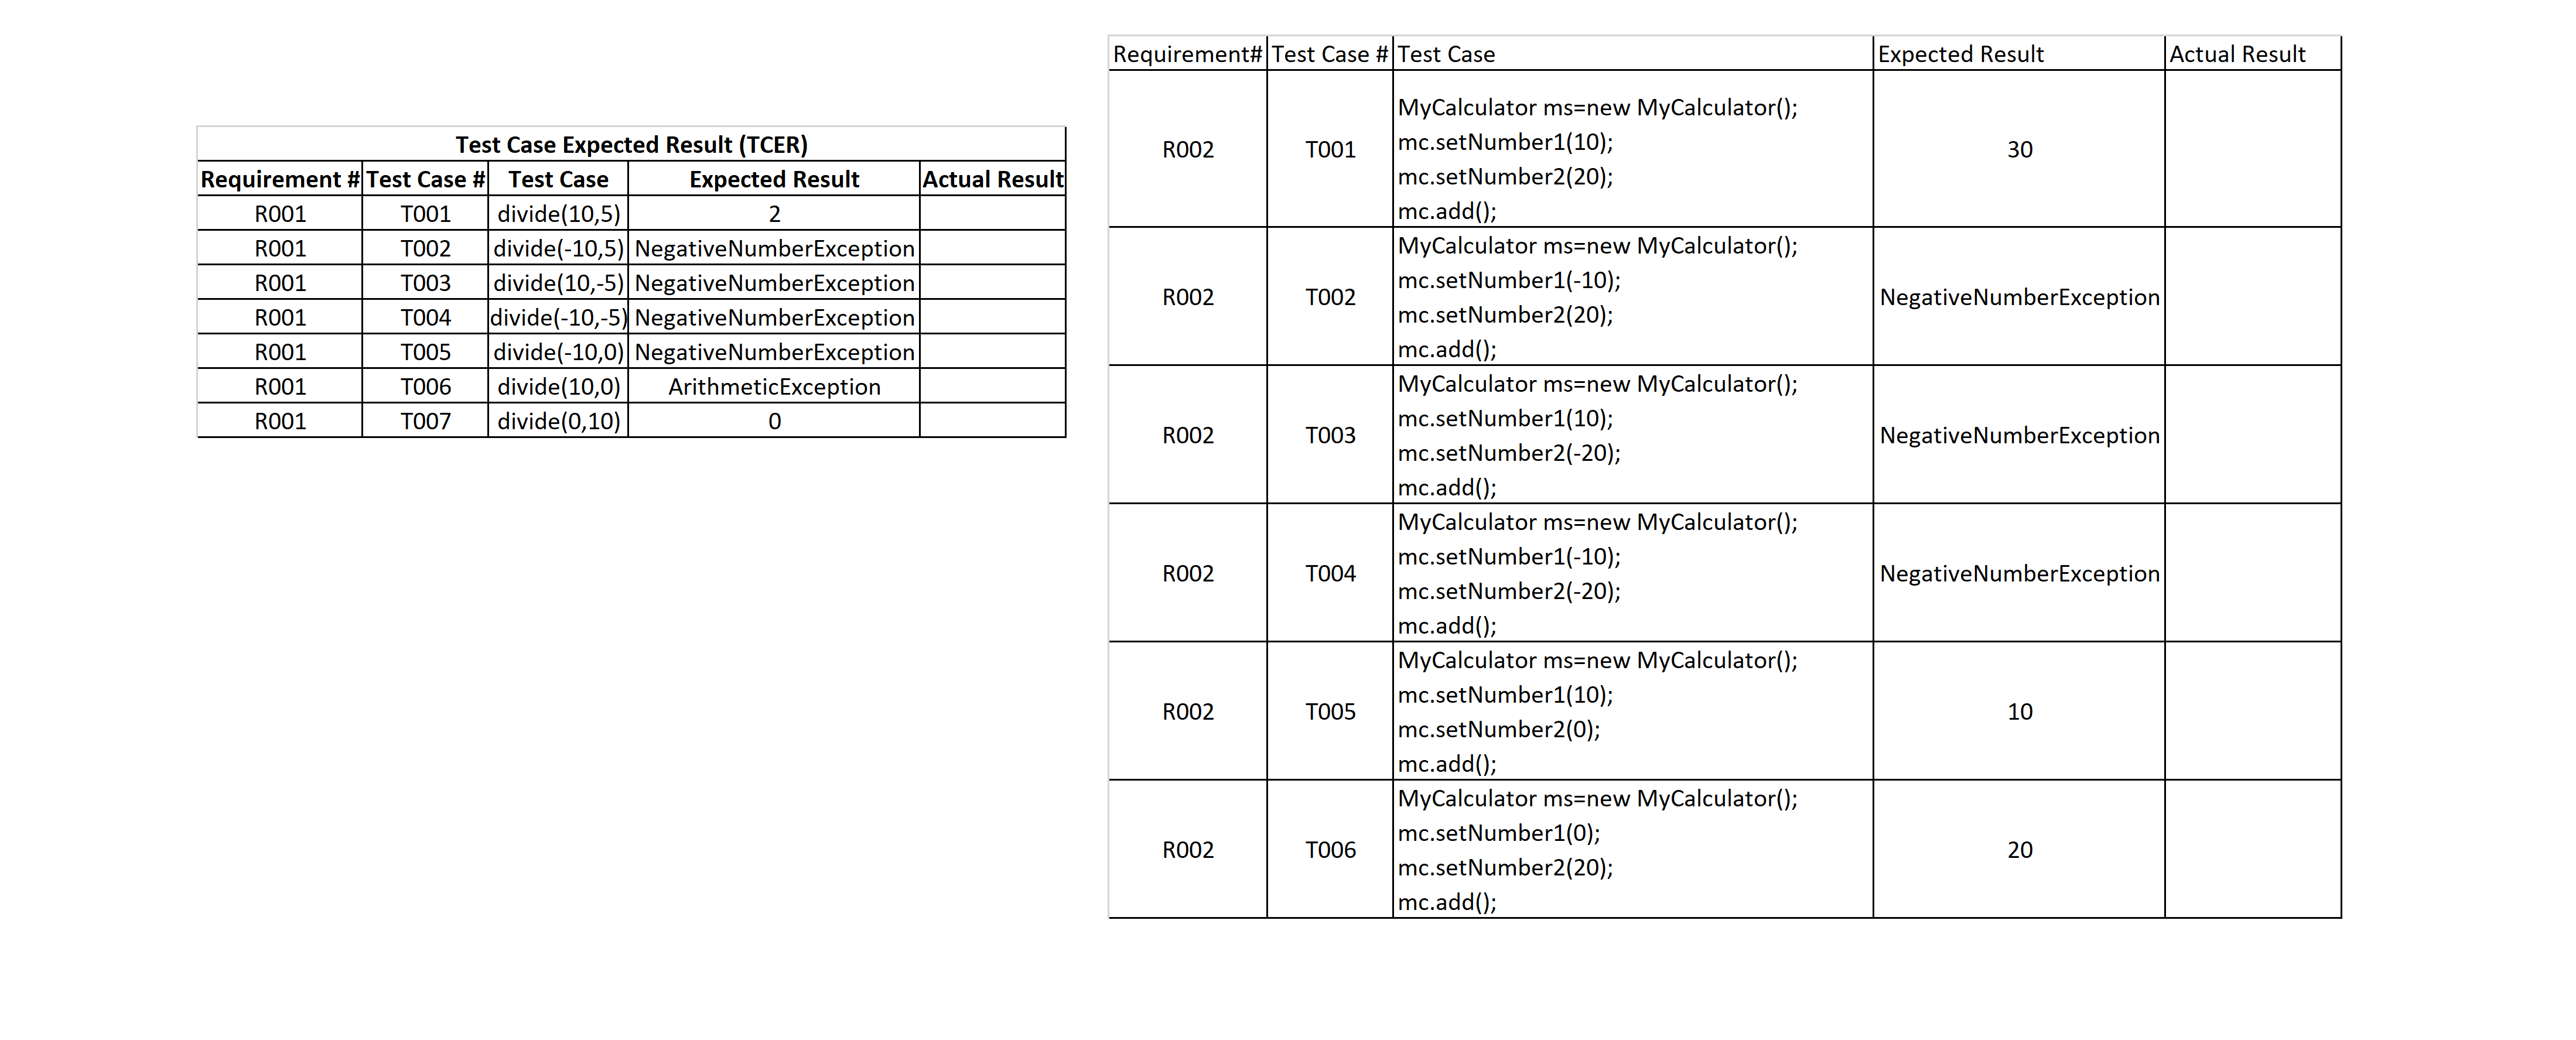 Test Case Expected Result (TCER)
Requirement # Test Case # Test Case Expected Result Actual Result
R001 T001 divide(10,5) 2
R001 T002 divide(-10,5) NegativeNumberException
R001 T003 divide(10,-5) NegativeNumberException
R001 T004 divide(-10,-5) NegativeNumberException
R001 T005 divide(-10,0) NegativeNumberException
R001 T006 divide(10,0) ArithmeticException
R001 T007 divide(0,10) 0
Requirement# Test Case # Test Case Expected Result Actual Result
R002 T001 MyCalculator ms=new MyCalculator();
mc.setNumber1(10);
mc.setNumber2(20);
mc.add();
30
R002 T002 MyCalculator ms=new MyCalculator();
mc.setNumber1(-10);
mc.setNumber2(20);
mc.add();
NegativeNumberException
R002 T003 MyCalculator ms=new MyCalculator();
mc.setNumber1(10);
mc.setNumber2(-20);
mc.add();
NegativeNumberException
R002 T004 MyCalculator ms=new MyCalculator();
mc.setNumber1(-10);
mc.setNumber2(-20);
mc.add();
NegativeNumberException
R002 T005 MyCalculator ms=new MyCalculator();
mc.setNumber1(10);
mc.setNumber2(0);
mc.add();
10
R002 T006 MyCalculator ms=new MyCalculator();
mc.setNumber1(0);
mc.setNumber2(20);
mc.add();
20